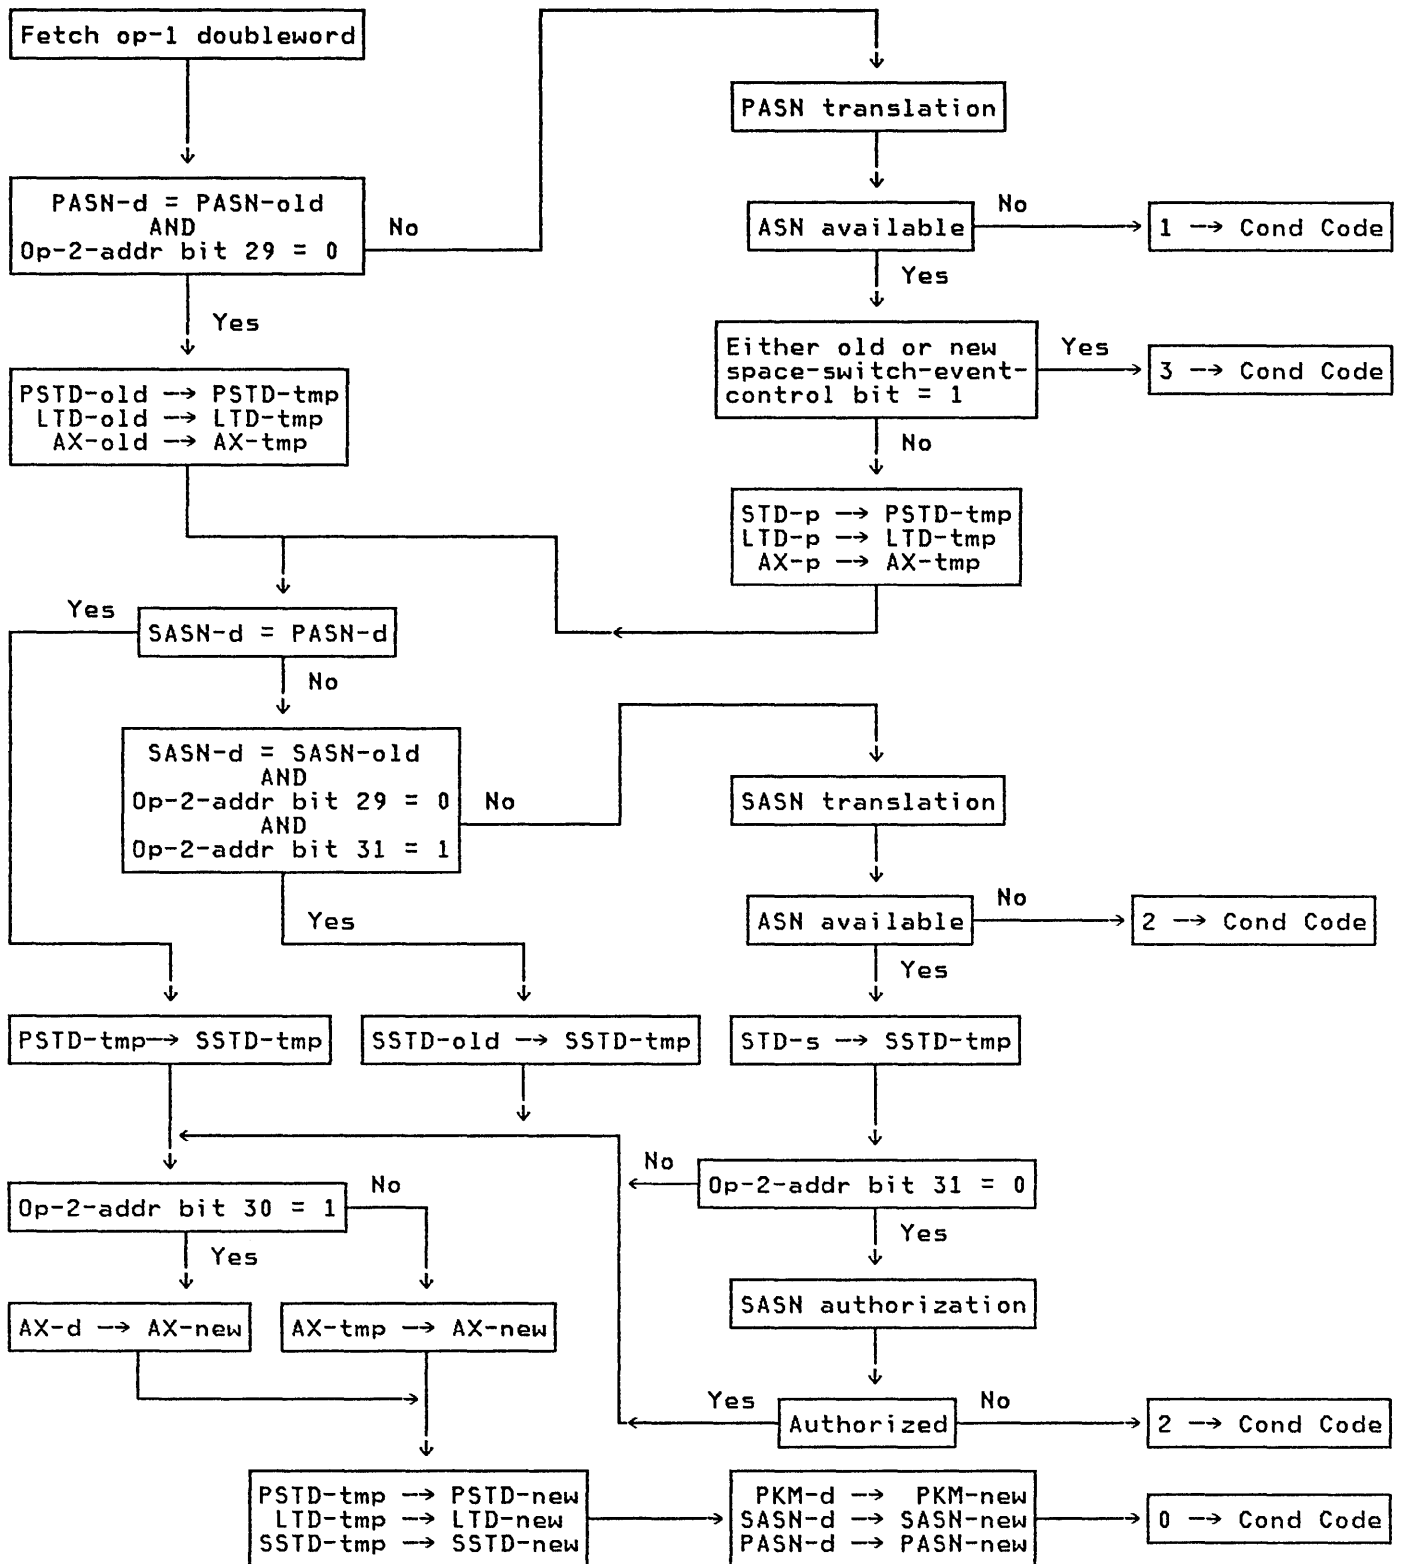 Fetch op-1 doubleword
PASN translation
PASN-d = PASN-old
AND
Op-2-addr bit 29 = 0
No
ASN available
No
1 → Cond Code
Yes
Yes
Either old or new
space-switch-event-
control bit = 1
Yes
3 → Cond Code
No
PSTD-old → PSTD-tmp
LTD-old → LTD-tmp
AX-old → AX-tmp
STD-p → PSTD-tmp
LTD-p → LTD-tmp
AX-p → AX-tmp
Yes
SASN-d = PASN-d
No
SASN-d = SASN-old
AND
Op-2-addr bit 29 = 0
AND
Op-2-addr bit 31 = 1
No
SASN translation
Yes
ASN available
No
2 → Cond Code
Yes
PSTD-tmp→ SSTD-tmp
SSTD-old → SSTD-tmp
STD-s → SSTD-tmp
No
Op-2-addr bit 31 = 0
Yes
Op-2-addr bit 30 = 1
No
Yes
SASN authorization
AX-d → AX-new
AX-tmp → AX-new
Yes
Authorized
No
2 → Cond Code
PSTD-tmp → PSTD-new
LTD-tmp → LTD-new
SSTD-tmp → SSTD-new
PKM-d → PKM-new
SASN-d → SASN-new
PASN-d → PASN-new
0 → Cond Code